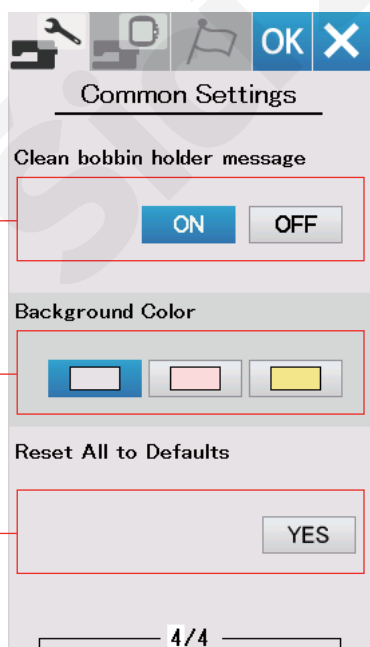 OK
Common Settings
Clean bobbin holder message
ON OFF
Background Color
Reset All to Defaults
YES
4/4